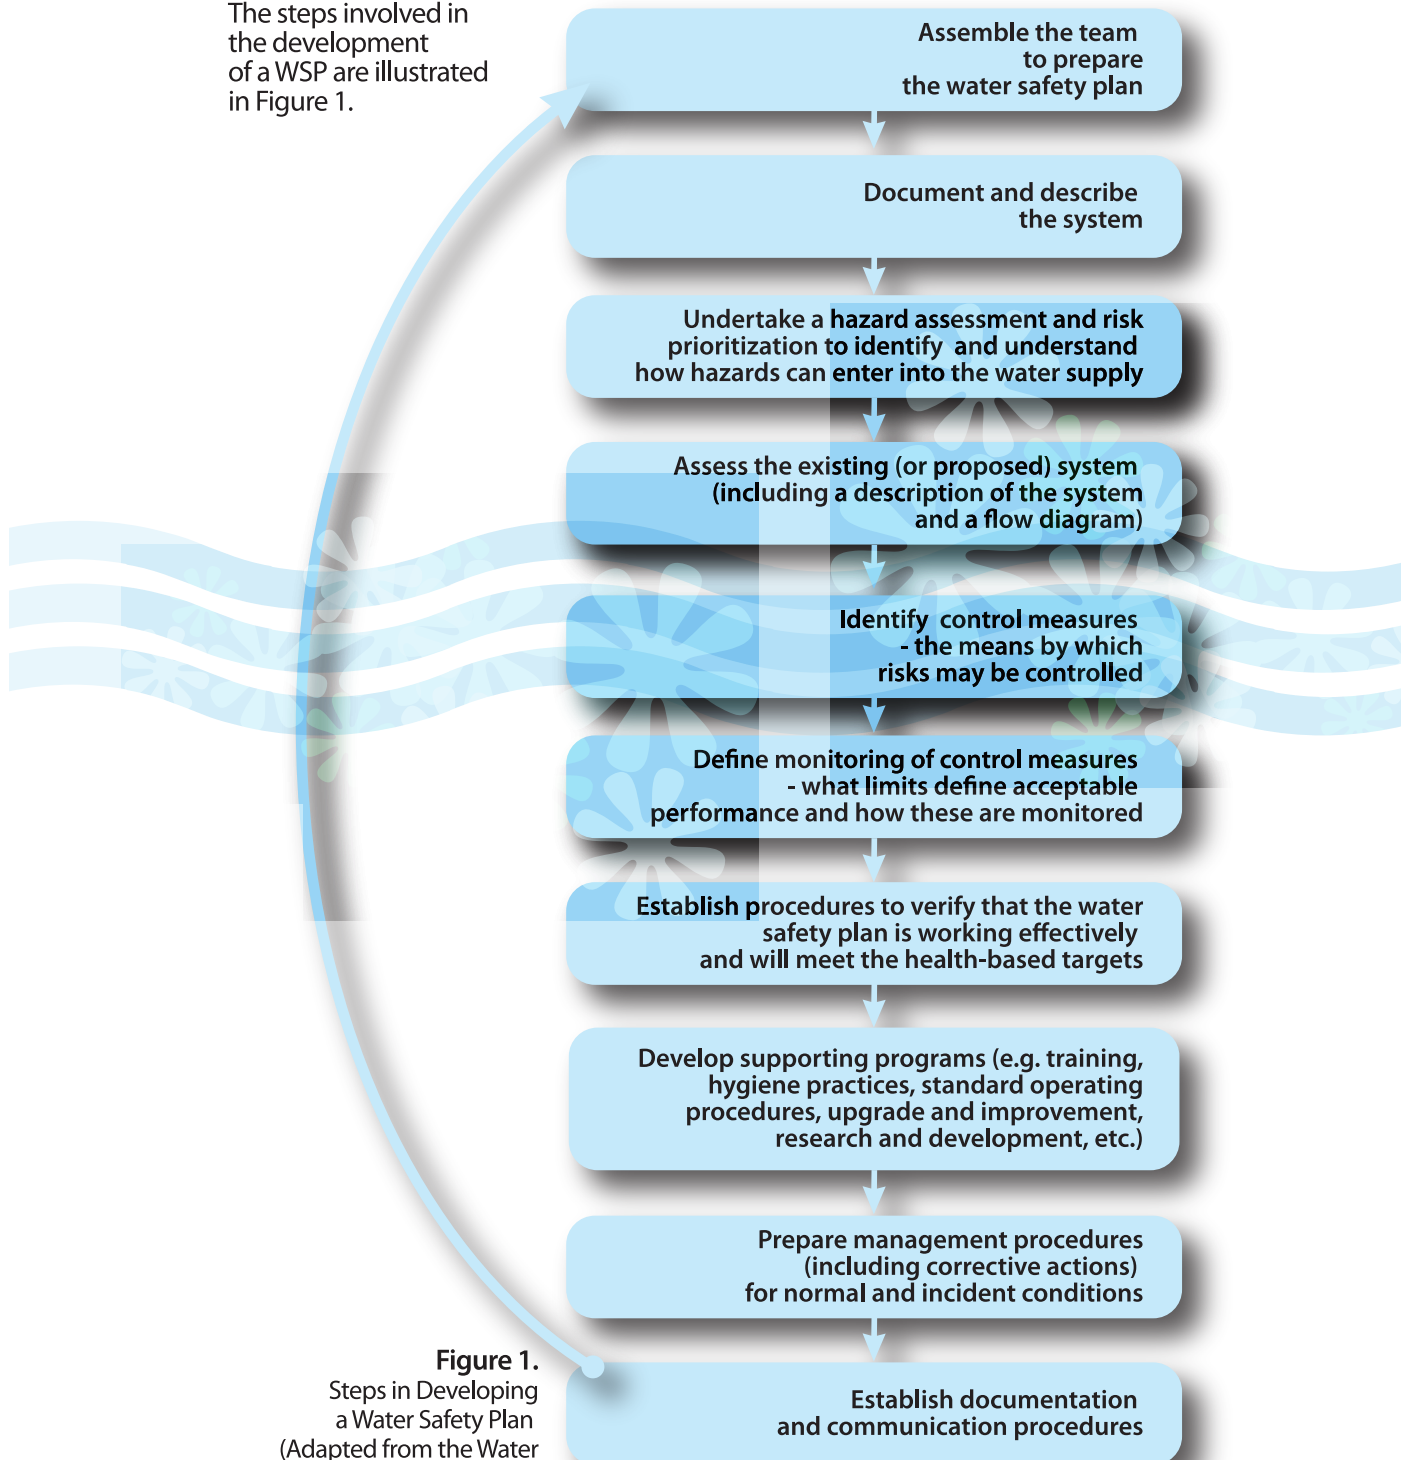 The steps involved in
the development
of a WSP are illustrated
in Figure 1.
Assemble the team
to prepare
the water safety plan
Document and describe
the system
Undertake a hazard assessment and risk
prioritization to identify and understand
how hazards can enter into the water supply
Assess the existing (or proposed) system
(including a description of the system
and a flow diagram)
Identify control measures
- the means by which
risks may be controlled
Define monitoring of control measures
- what limits define acceptable
performance and how these are monitored
Establish procedures to verify that the water
safety plan is working effectively
and will meet the health-based targets
Develop supporting programs (e.g. training,
hygiene practices, standard operating
procedures, upgrade and improvement,
research and development, etc.)
Prepare management procedures
(including corrective actions)
for normal and incident conditions
Establish documentation
and communication procedures
Figure 1.
Steps in Developing
a Water Safety Plan
(Adapted from the Water